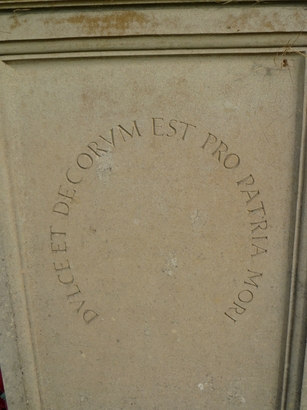 DVLCE ET DECORVM EST PRO PATRIA MORI